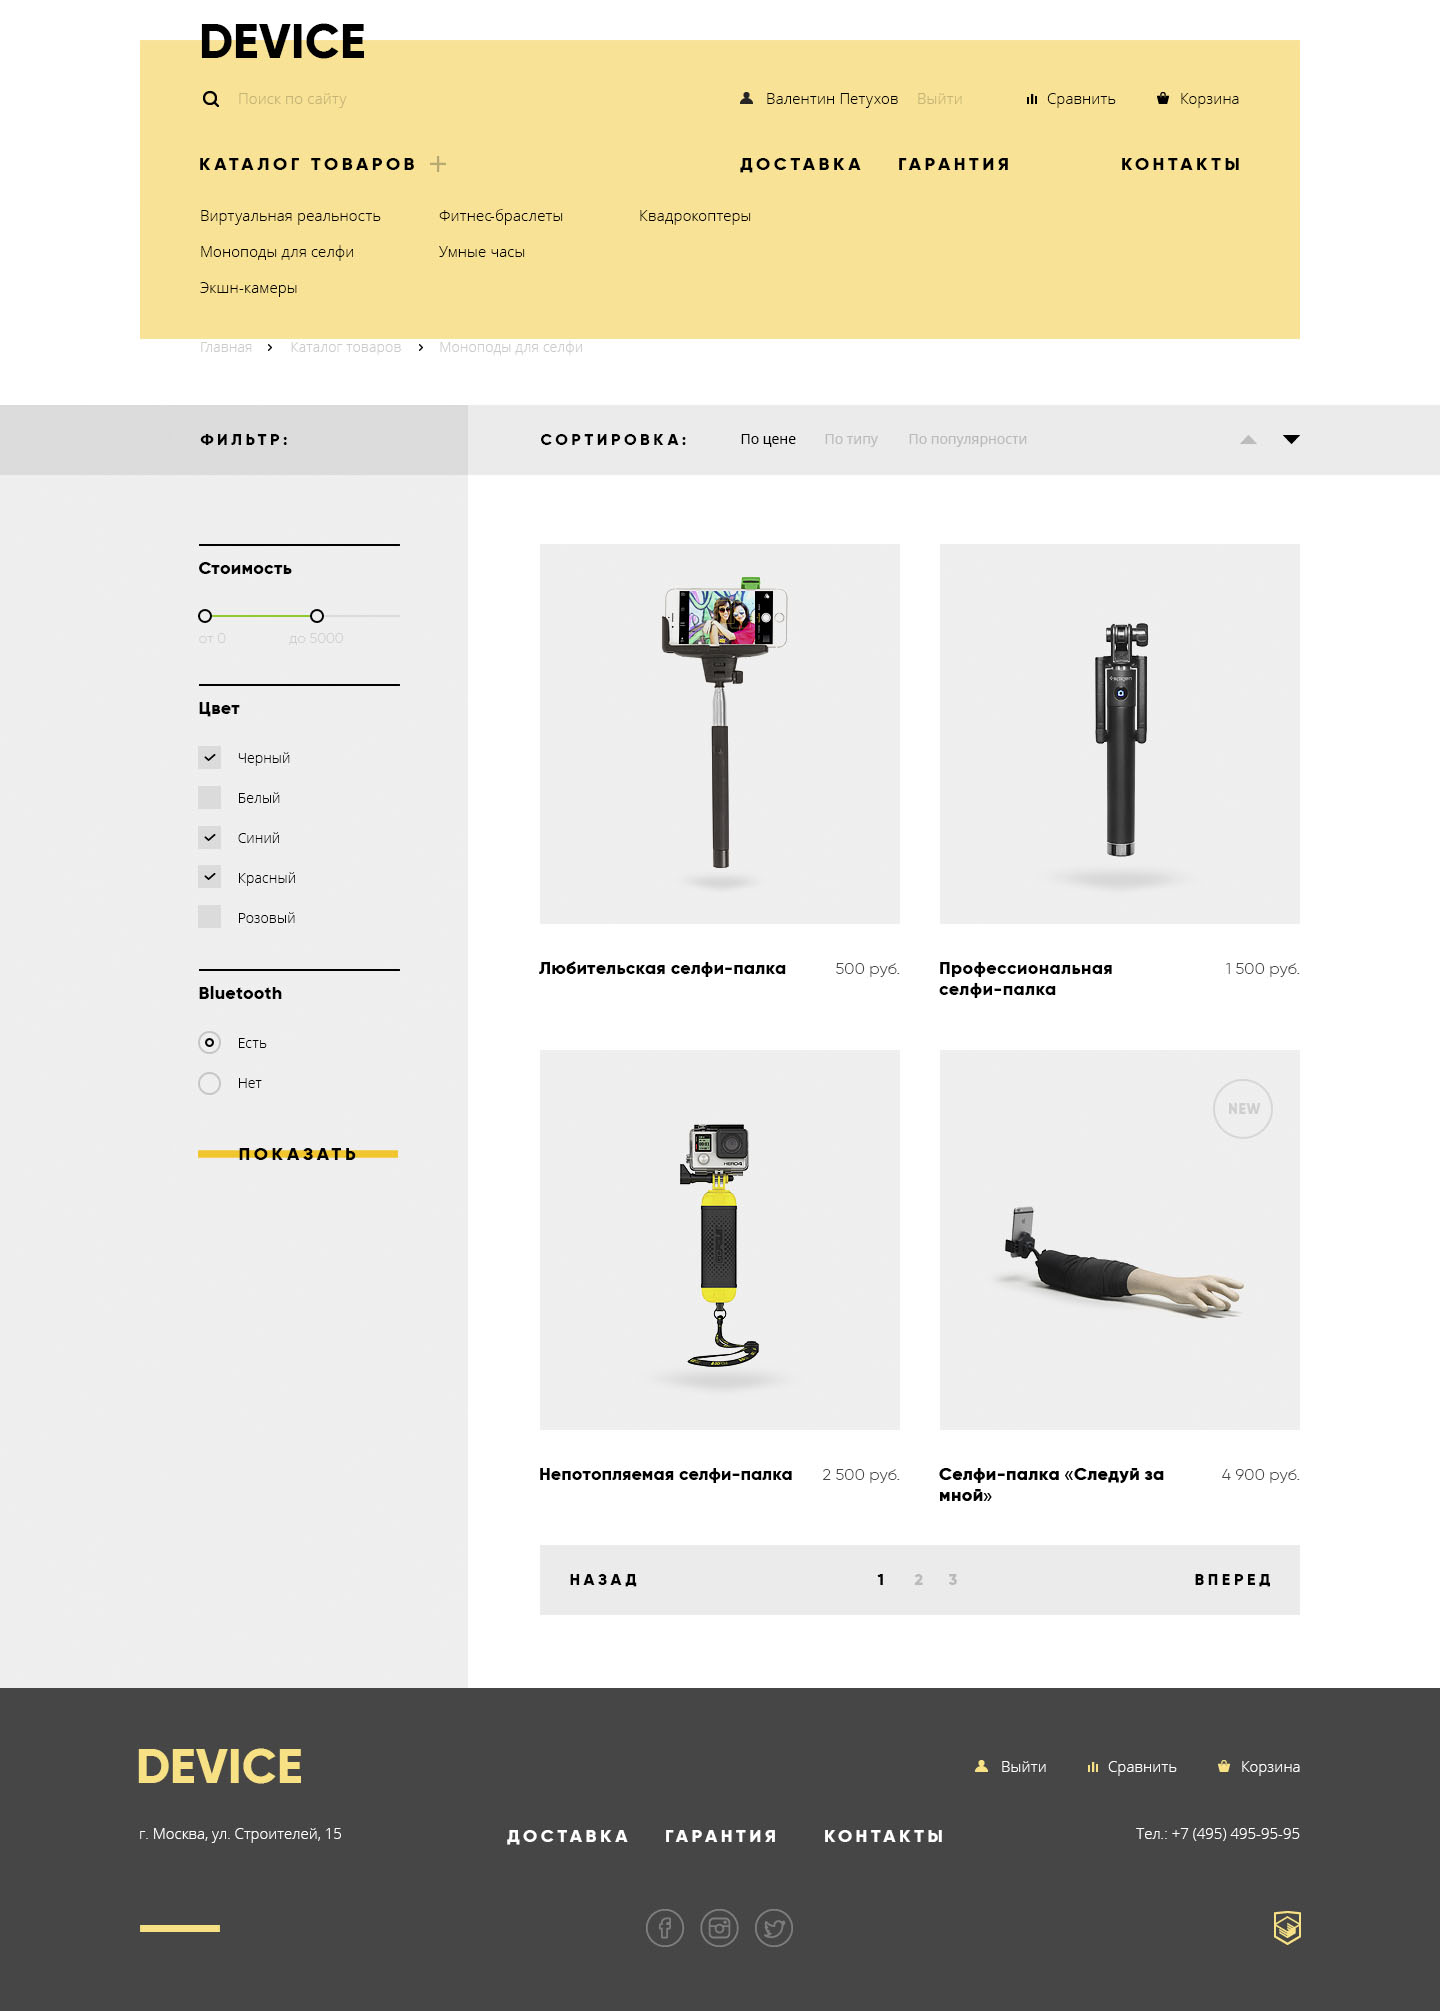 DEVICE
Поиск по сайту
Валентин Петухов Выйти Сравнить Корзина
КАТАЛОГ ТОВАРОВ ДОСТАВКА ГАРАНТИЯ КОНТАКТЫ
Виртуальная реальность Фитнес-браслеты Квадрокоптеры
Моноподы для селфи Умные часы
Экшн-камеры
Главная Каталог товаров Моноподы для селфи
ФИЛЬТР:
СОРТИРОВКА: По цене По типу По популярности
Стоимость
от 0 до 5000
Цвет
Черный
Белый
Синий
Красный
Розовый
Bluetooth
Есть
Нет
ПОКАЗАТЬ
spigen
Любительская селфи-палка 500 руб.
Профессиональная 1 500 руб.
селфи-палка
HERO4
NEW
Непотопляемая селфи-палка 2 500 руб.
Селфи-палка «Следуй за 4 900 руб.
мной»
НАЗАД 1 2 3 ВПЕРЕД
DEVICE
Выйти Сравнить Корзина
г. Москва, ул. Строителей, 15
ДОСТАВКА ГАРАНТИЯ КОНТАКТЫ
Тел.: +7 (495) 495-95-95